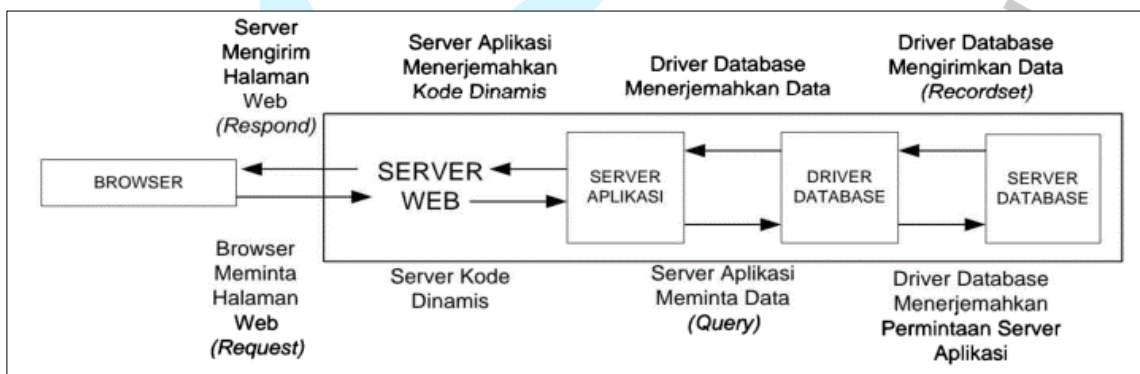 Server
Mengirim
Halaman
Web
(Respond)
Server Aplikasi
Menerjemahkan
Kode Dinamis
Driver Database
Menerjemahkan Data
Driver Database
Mengirimkan Data
(Recordset)
BROWSER
SERVER
WEB
SERVER
APLIKASI
DRIVER
DATABASE
SERVER
DATABASE
Browser
Meminta
Halaman
Web
(Request)
Server Kode
Dinamis
Server Aplikasi
Meminta Data
(Query)
Driver Database
Menerjemahkan
Permintaan Server
Aplikasi